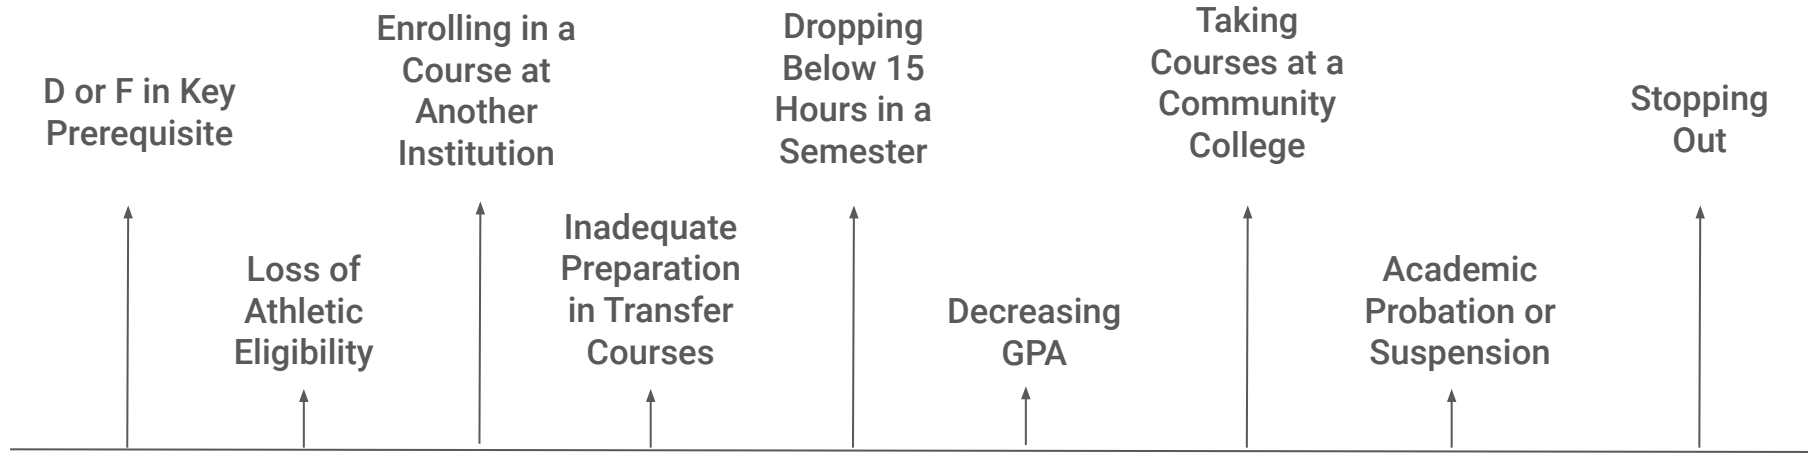 D or F in Key
Prerequisite
Loss of
Athletic
Eligibility
Enrolling in a
Course at
Another
Institution
Inadequate
Preparation
in Transfer
Courses
Dropping
Below 15
Hours in a
Semester
Decreasing
GPA
Taking
Courses at a
Community
College
Academic
Probation or
Suspension
Stopping
Out